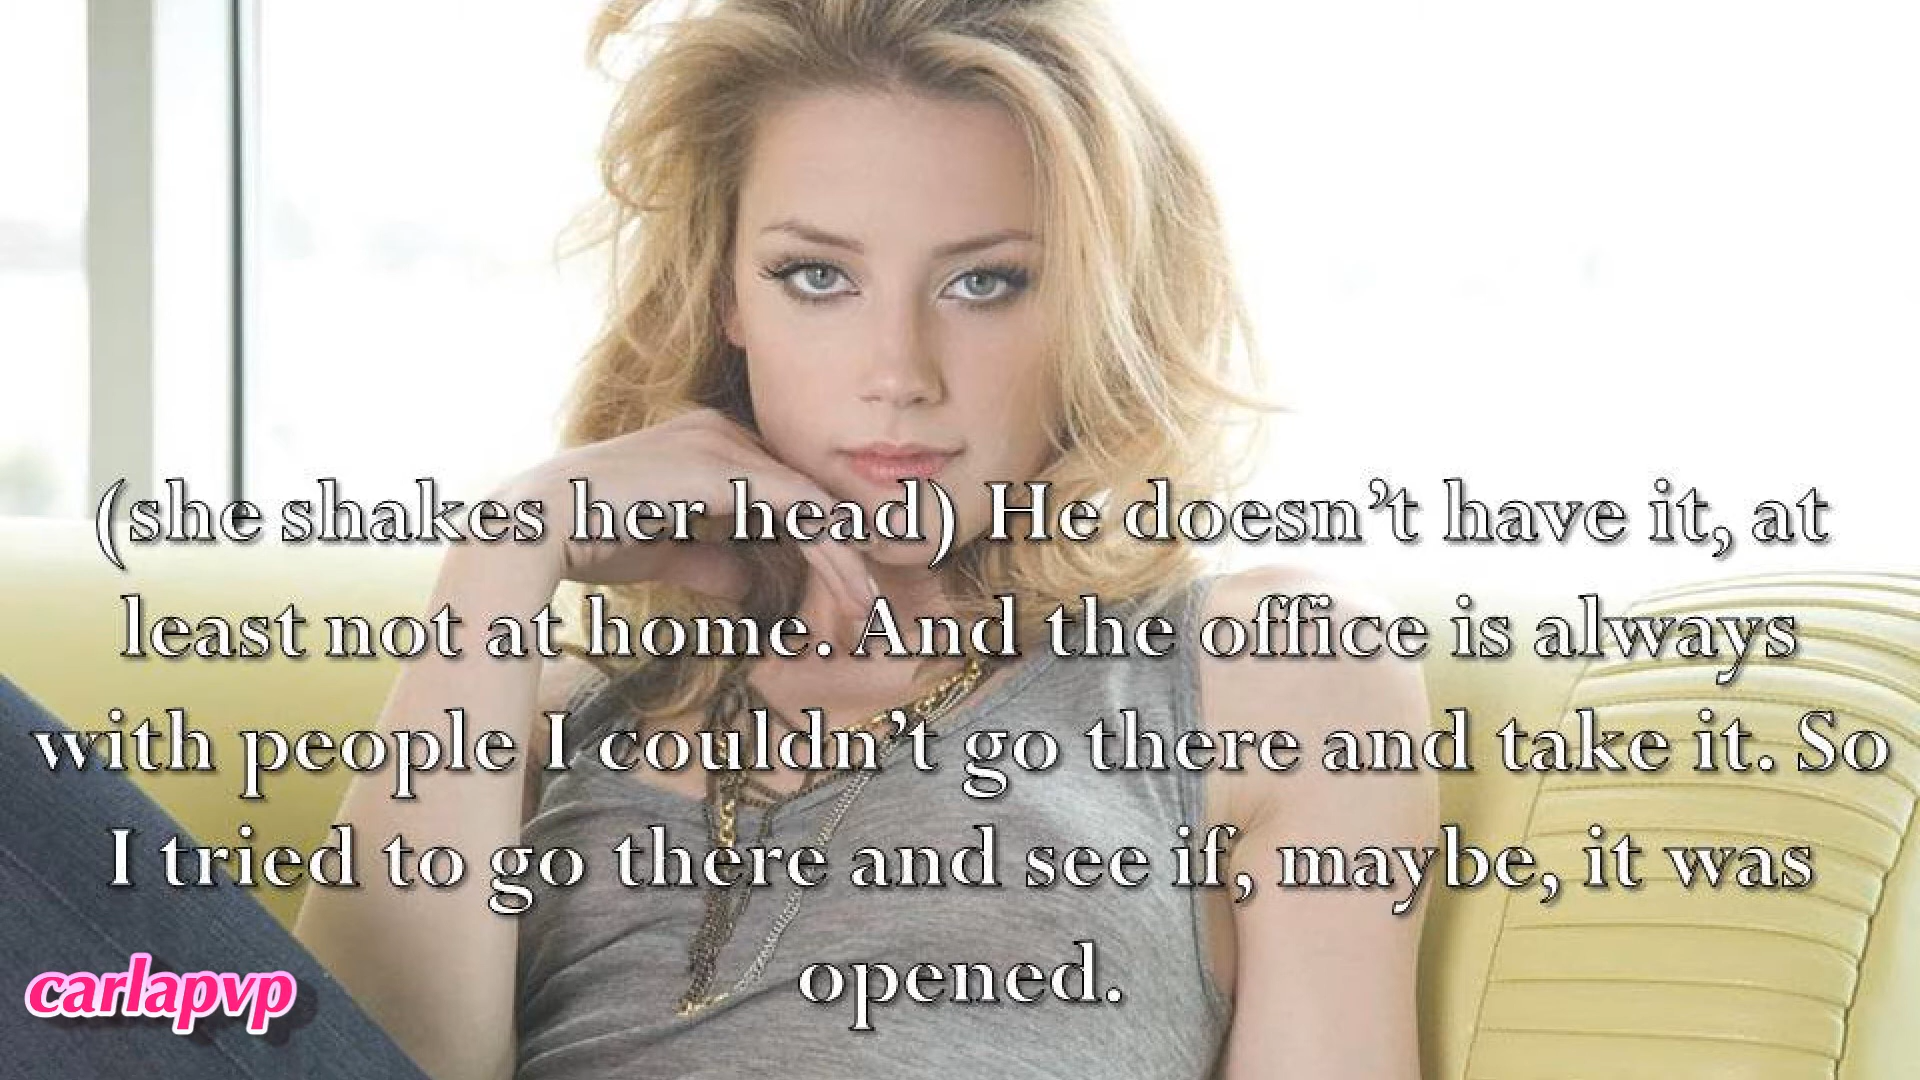 (she shakes her head) He doesn’t have it, at
least not at home. And the office is always
with people I couldn’t go there and take it. So
I tried to go there and see if, maybe, it was
opened.
carlapvp